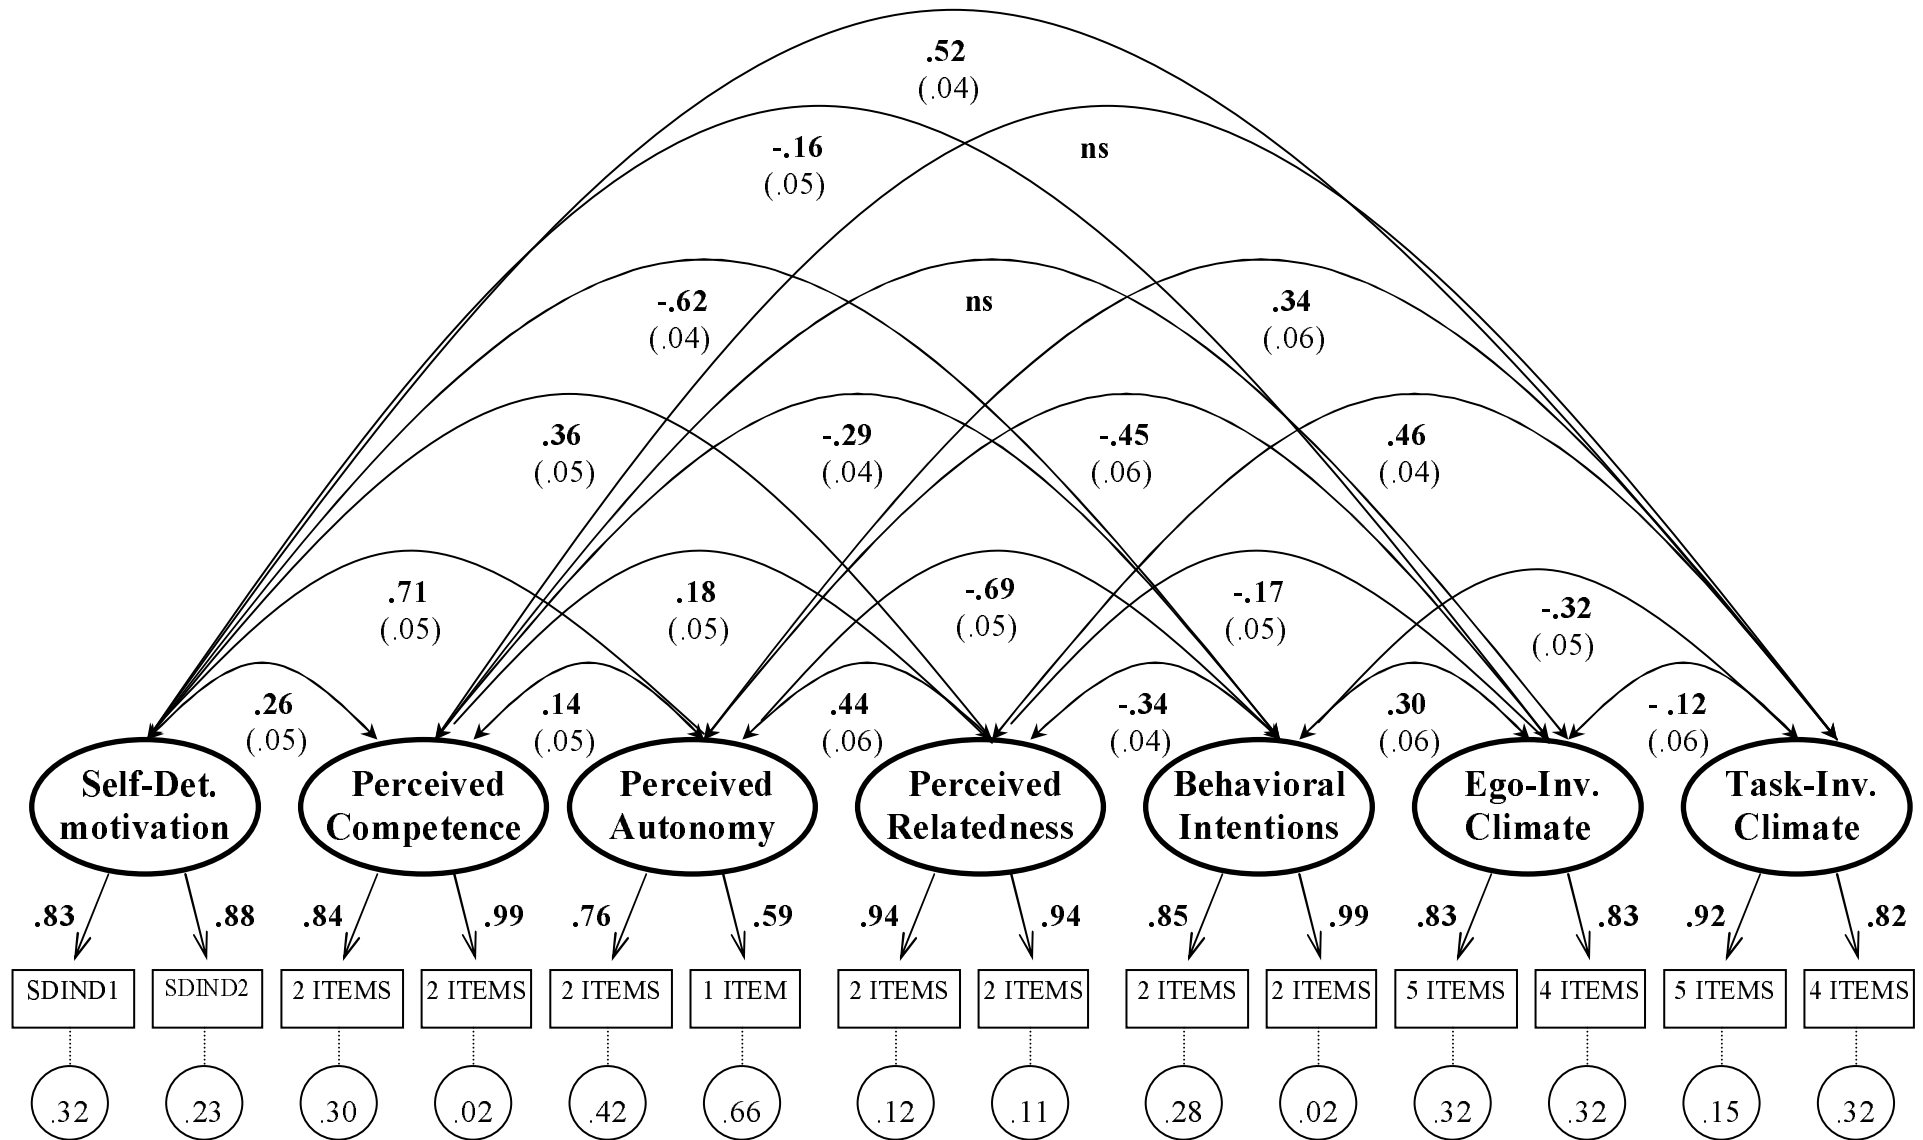 .52
(.04)
-.16
(.05)
ns
-.62
(.04)
ns
.34
(.06)
.36
(.05)
-.29
(.04)
-.45
(.06)
.46
(.04)
.71
(.05)
.18
(.05)
-.69
(.05)
-.17
(.05)
-.32
(.05)
.26
(.05)
.14
(.05)
.44
(.06)
-.34
(.04)
.30
(.06)
- .12
(.06)
Self-Det.
motivation
Perceived
Competence
Perceived
Autonomy
Perceived
Relatedness
Behavioral
Intentions
Ego-Inv.
Climate
Task-Inv.
Climate
.83 .88 .84 .99 .76 .59 .94 .94 .85 .99 .83 .83 .92 .82
SDIND1 SDIND2 2 ITEMS 2 ITEMS 2 ITEMS 1 ITEM 2 ITEMS 2 ITEMS 2 ITEMS 2 ITEMS 5 ITEMS 4 ITEMS 5 ITEMS 4 ITEMS
.32 .23 .30 .02 .42 .66 .12 .11 .28 .02 .32 .32 .15 .32